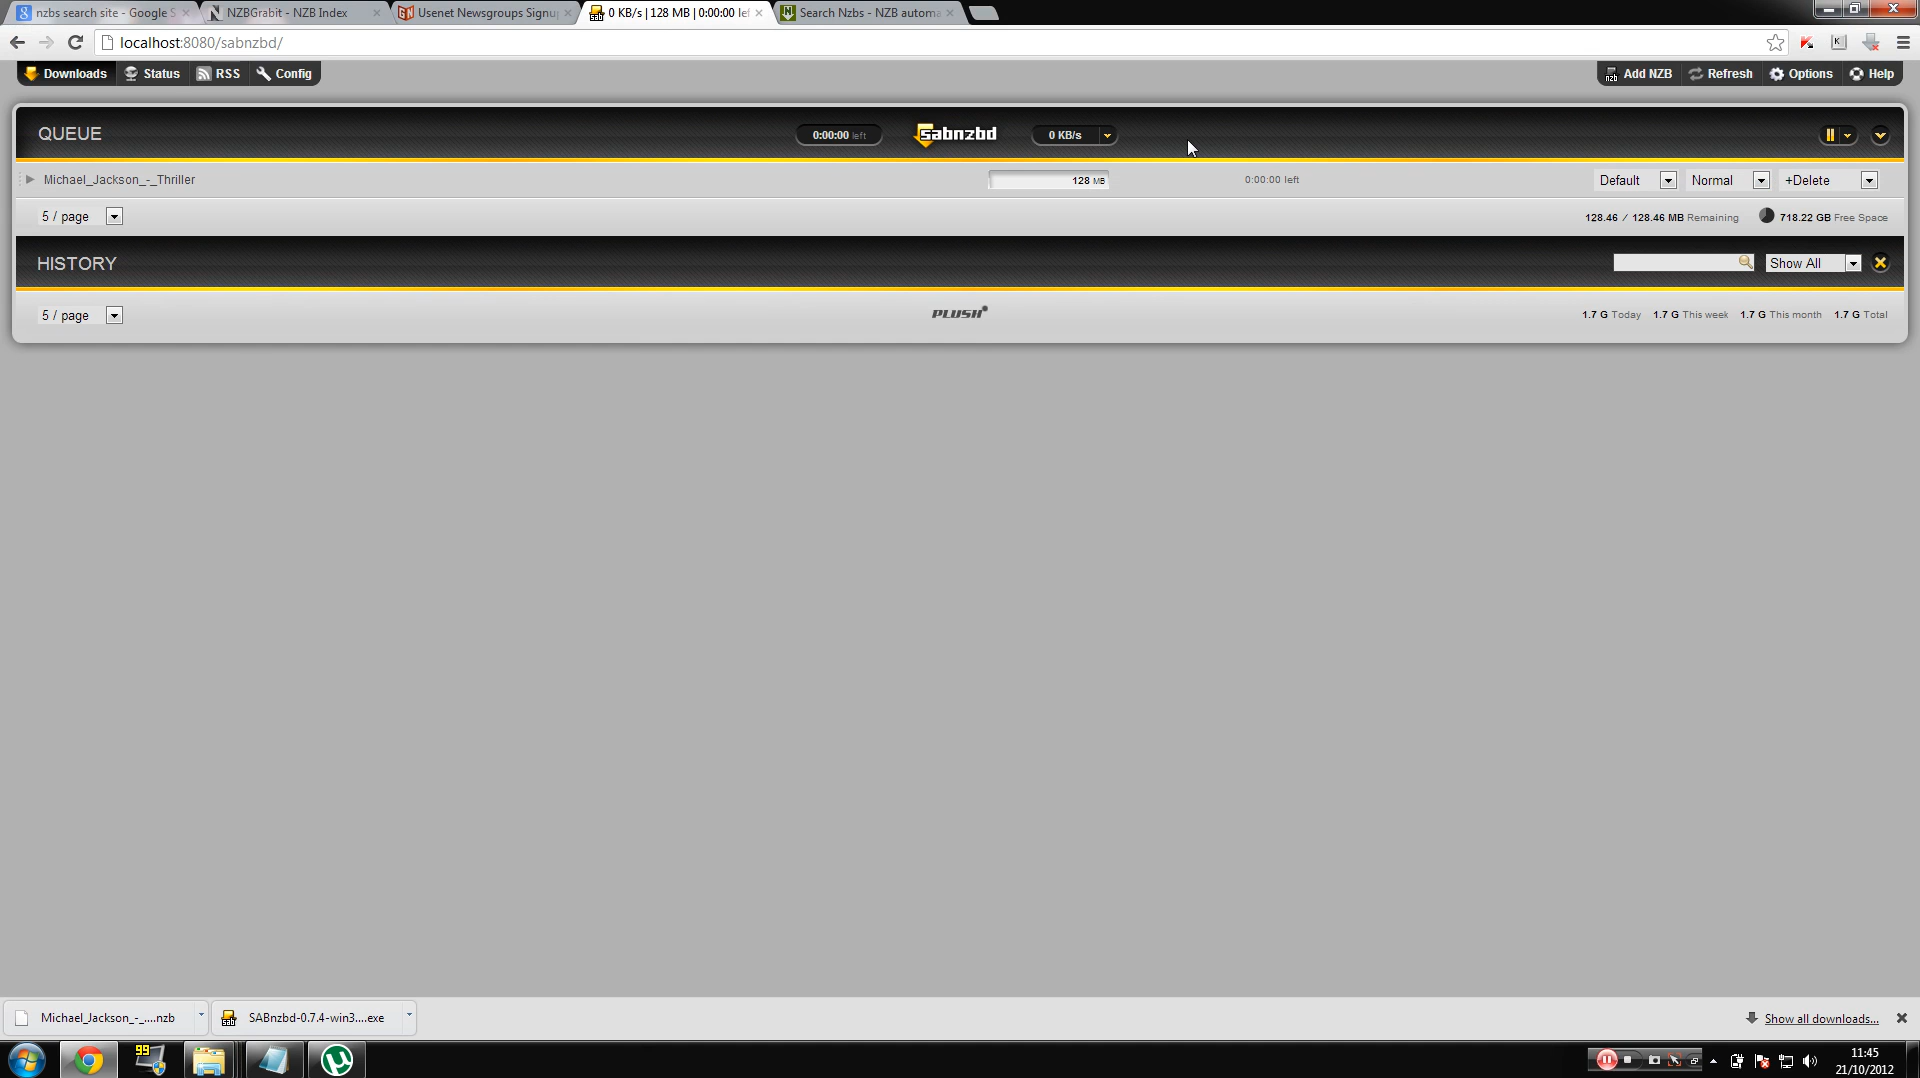 nzbs search site - Google S
NZBGrabit - NZB Index
Usenet Newsgroups Signu
0 KB/s | 128 MB | 0:00:00 le
Search Nzbs - NZB automa
localhost:8080/sabnzbd/
Downloads Status RSS Config
Add NZB Refresh Options Help
QUEUE
0:00:00 left
sabnzbd
0 KB/s
Michael_Jackson_-_Thriller
128 MB
0:00:00 left
Default Normal +Delete
5 / page
128.46 / 128.46 MB Remaining
718.22 GB Free Space
HISTORY
Show All
5 / page
PLUSH
1.7 G Today 1.7 G This week 1.7 G This month 1.7 G Total
Michael_Jackson_-_....nzb
SABnzbd-0.7.4-win3....exe
Show all downloads...
99
11:45
21/10/2012